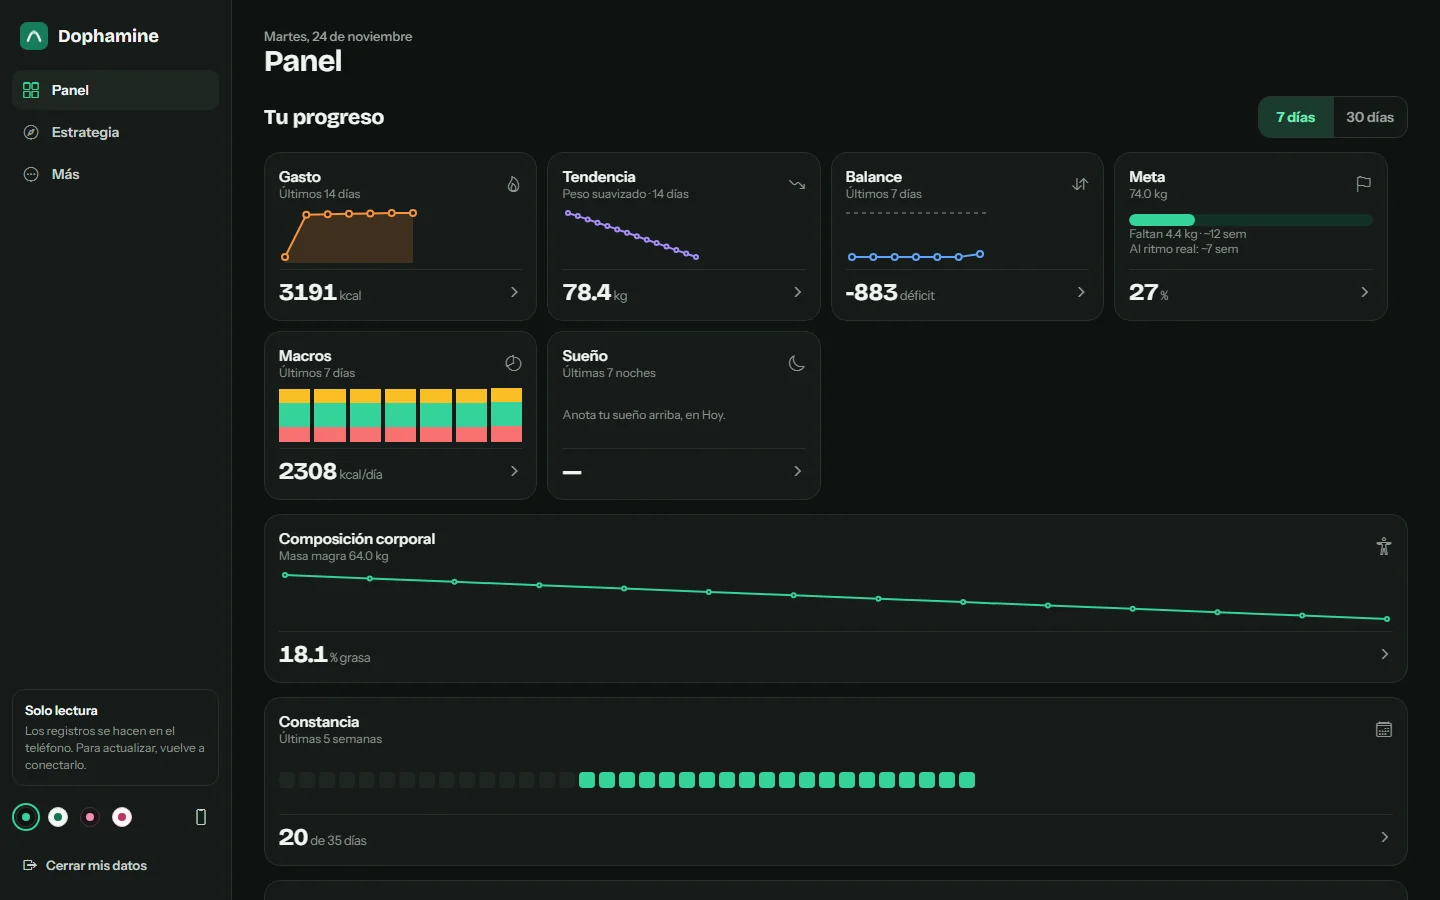 Dophamine
Panel
Estrategia
Más
Solo lectura
Los registros se hacen en el
teléfono. Para actualizar, vuelve a
conectarlo.
Cerrar mis datos
Martes, 24 de noviembre
Panel
Tu progreso
7 días
30 días
Gasto
Últimos 14 días
3191 kcal
Tendencia
Peso suavizado · 14 días
78.4 kg
Balance
Últimos 7 días
-883 déficit
Meta
74.0 kg
Faltan 4.4 kg · ~12 sem
Al ritmo real: ~7 sem
27 %
Macros
Últimos 7 días
2308 kcal/día
Sueño
Últimas 7 noches
Anota tu sueño arriba, en Hoy.
—
Composición corporal
Masa magra 64.0 kg
18.1 % grasa
Constancia
Últimas 5 semanas
20 de 35 días